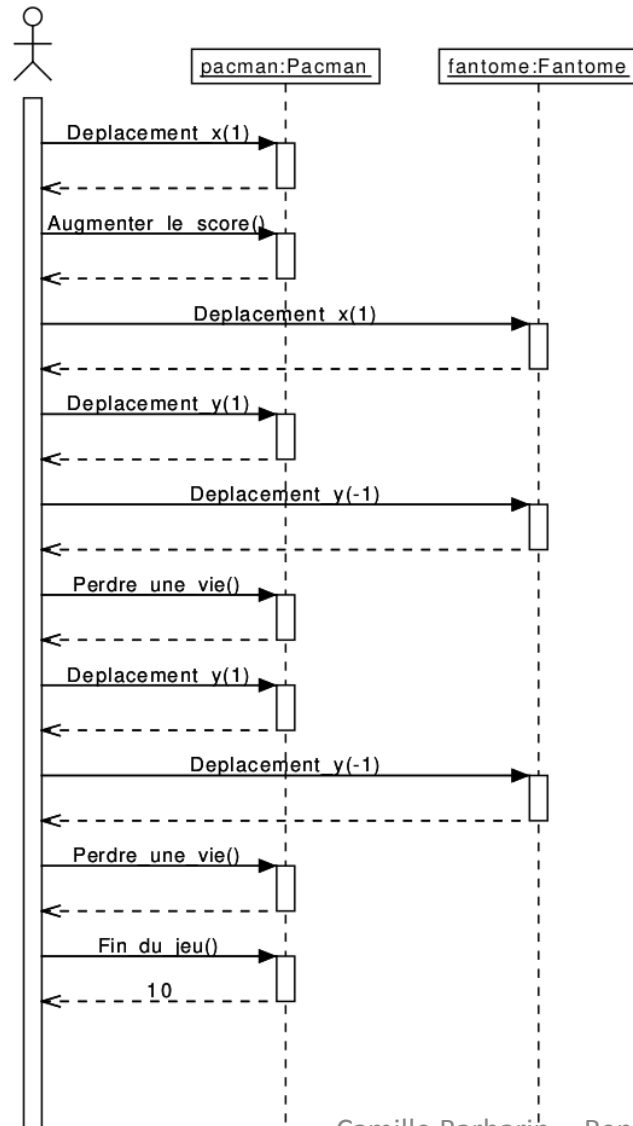 pacman:Pacman
fantome:Fantome
Deplacement_x(1)
Augmenter_le_score()
Deplacement_x(1)
Deplacement_y(1)
Deplacement_y(-1)
Perdre_une_vie()
Deplacement_y(1)
Deplacement_y(-1)
Perdre_une_vie()
Fin_du_jeu()
10
Camille